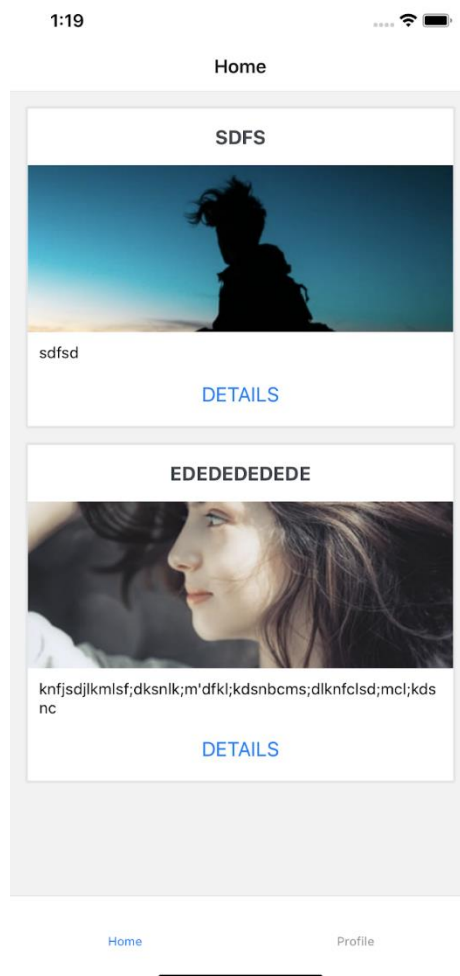 1:19
Home
SDFS
sdfsd
DETAILS
EDEDEDEDEDE
knfjsdjlkmlsf;dksnlk;m'dfkl;kdsnbcms;dlknfclsd;mcl;kds
nc
DETAILS
Home
Profile